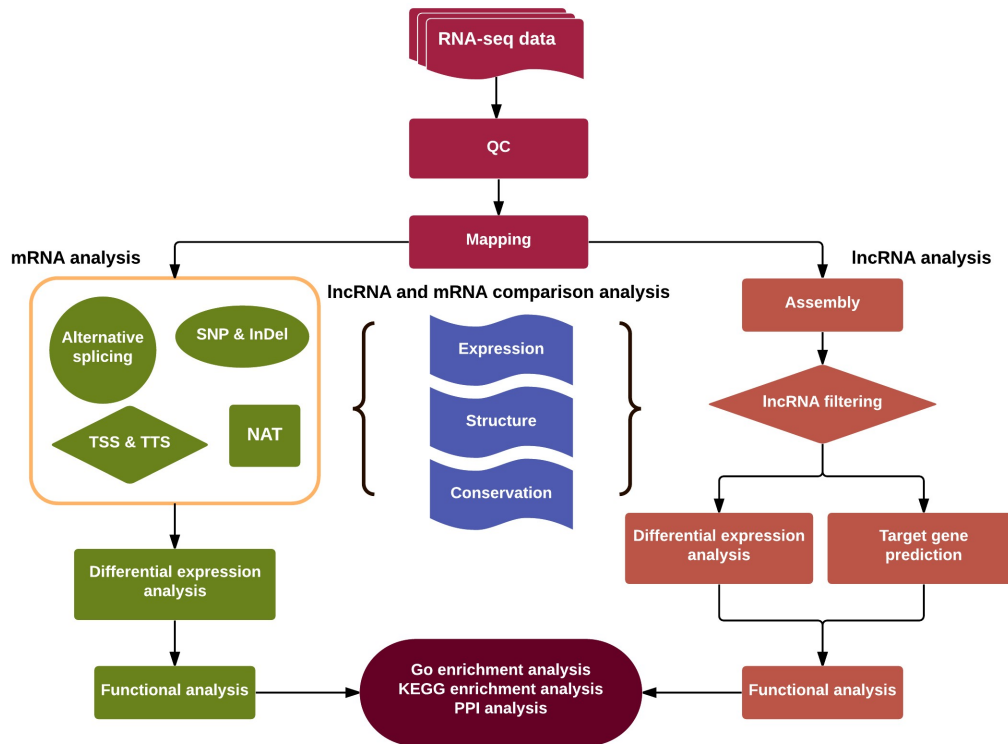 RNA-seq data
QC
Mapping
mRNA analysis
lncRNA analysis
lncRNA and mRNA comparison analysis
Alternative
splicing
SNP & InDel
TSS & TTS
NAT
Expression
Structure
Conservation
Assembly
lncRNA filtering
Differential expression
analysis
Target gene
prediction
Differential expression
analysis
Functional analysis
Go enrichment analysis
KEGG enrichment analysis
PPI analysis
Functional analysis